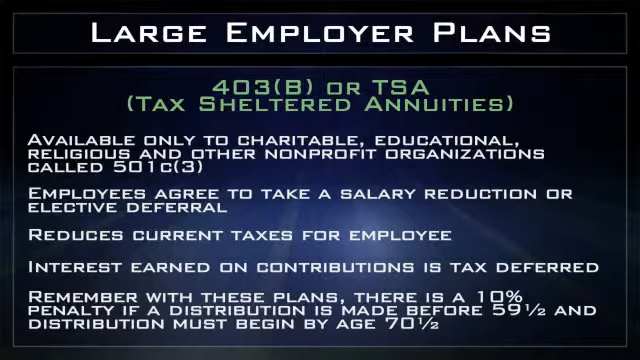 Large Employer Plans
403(b) or TSA
(Tax Sheltered Annuities)
Available only to charitable, educational,
religious and other nonprofit organizations
called 501c(3)
Employees agree to take a salary reduction or
elective deferral
Reduces current taxes for employee
Interest earned on contributions is tax deferred
Remember with these plans, there is a 10%
penalty if a distribution is made before 59½ and
distribution must begin by age 70½